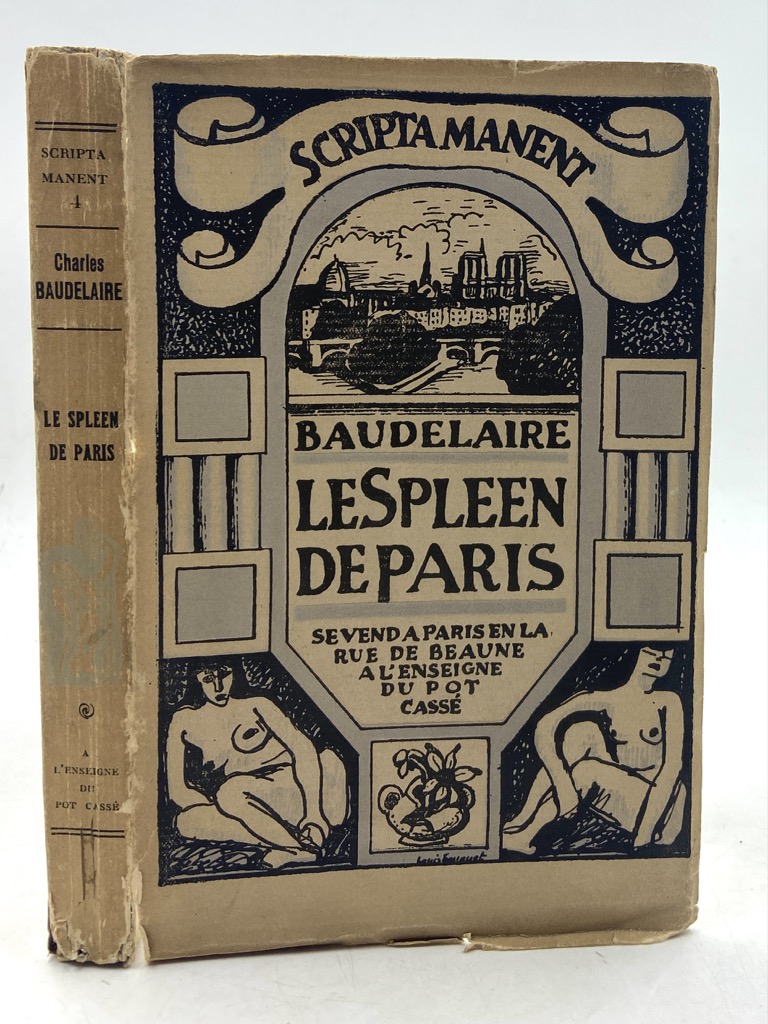 SCRIPTA
MANENT
4
Charles
BAUDELAIRE
LE SPLEEN
DE PARIS
A
L'ENSEIGNE
DU
POT CASSÉ
SCRIPTA MANENT
BAUDELAIRE
LE SPLEEN
DE PARIS
SE VEND A PARIS EN LA
RUE DE BEAUNE
A L'ENSEIGNE
DU POT
CASSÉ